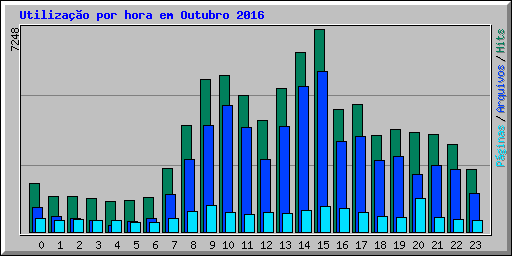 Utilização por hora em Outubro 2016
7248
Páginas / Arquivos / Hits
0 1 2 3 4 5 6 7 8 9 10 11 12 13 14 15 16 17 18 19 20 21 22 23